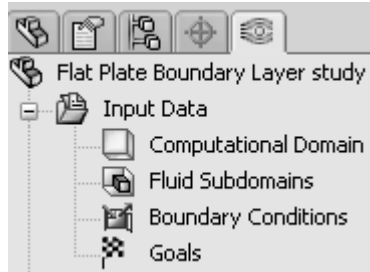 Flat Plate Boundary Layer study
Input Data
Computational Domain
Fluid Subdomains
Boundary Conditions
Goals